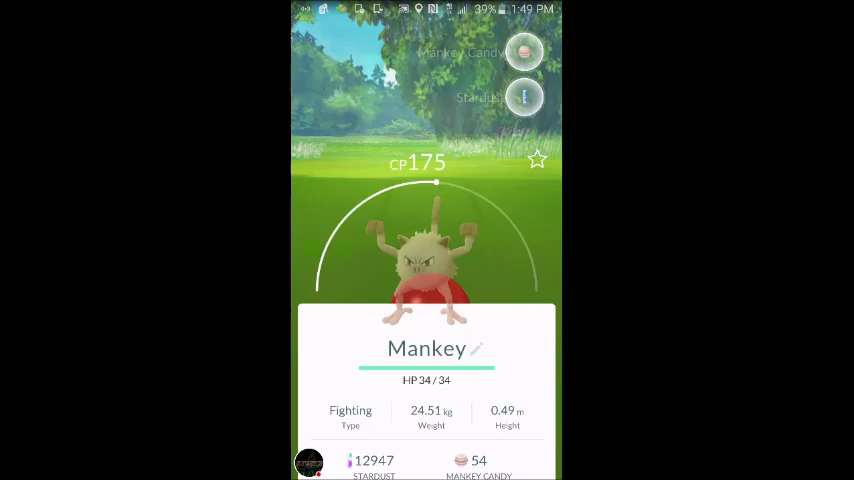 39% 1:49 PM
Mankey Candy
Stardust
CP175
Mankey
HP 34 / 34
Fighting 24.51 kg 0.49 m
Type Weight Height
12947 54
STARDUST MANKEY CANDY